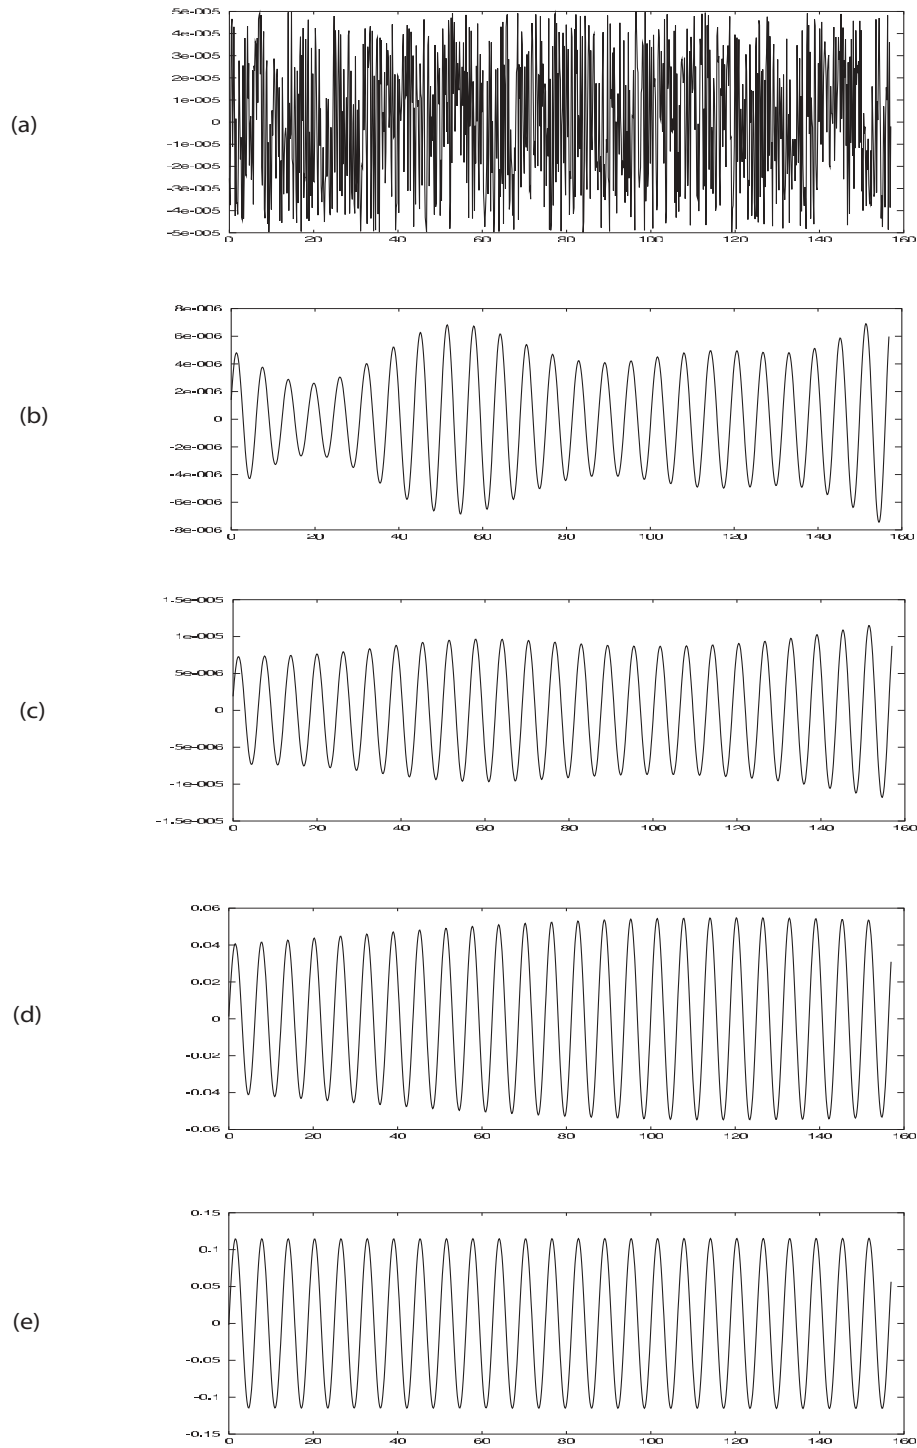 5e-005
4e-005
3e-005
2e-005
1e-005
0
-1e-005
-2e-005
-3e-005
-4e-005
-5e-005
(a)
0 20 40 60 80 100 120 140 160
8e-006
6e-006
4e-006
2e-006
0
-2e-006
-4e-006
-6e-006
-8e-006
(b)
0 20 40 60 80 100 120 140 160
1.5e-005
1e-005
5e-006
0
-5e-006
-1e-005
-1.5e-005
(c)
0 20 40 60 80 100 120 140 160
0.06
0.04
0.02
0
-0.02
-0.04
-0.06
(d)
0 20 40 60 80 100 120 140 160
0.15
0.1
0.05
0
-0.05
-0.1
-0.15
(e)
0 20 40 60 80 100 120 140 160